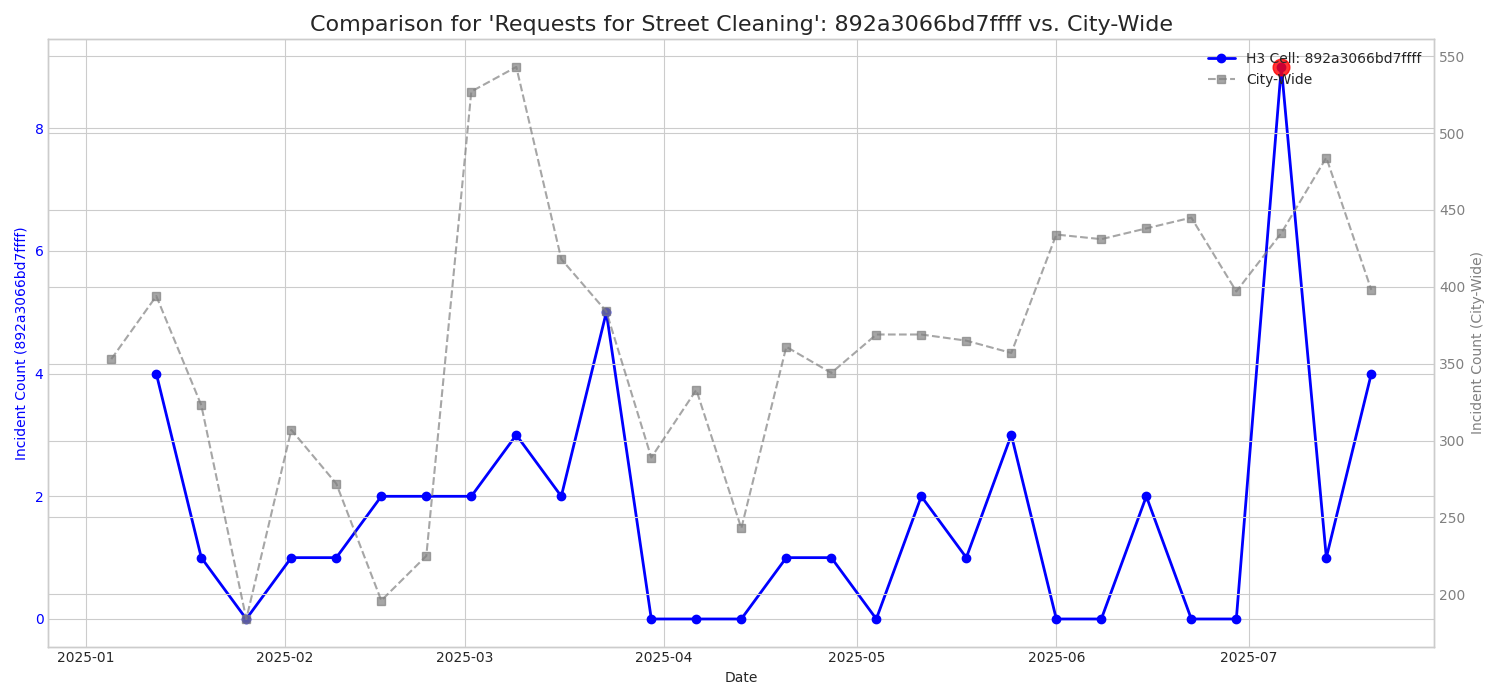 Comparison for 'Requests for Street Cleaning': 892a3066bd7ffff vs. City-Wide
H3 Cell: 892a3066bd7ffff
City-Wide
Incident Count (892a3066bd7ffff)
8
6
4
2
0
550
500
450
400
350
300
250
200
Incident Count (City-Wide)
2025-01 2025-02 2025-03 2025-04 2025-05 2025-06 2025-07
Date